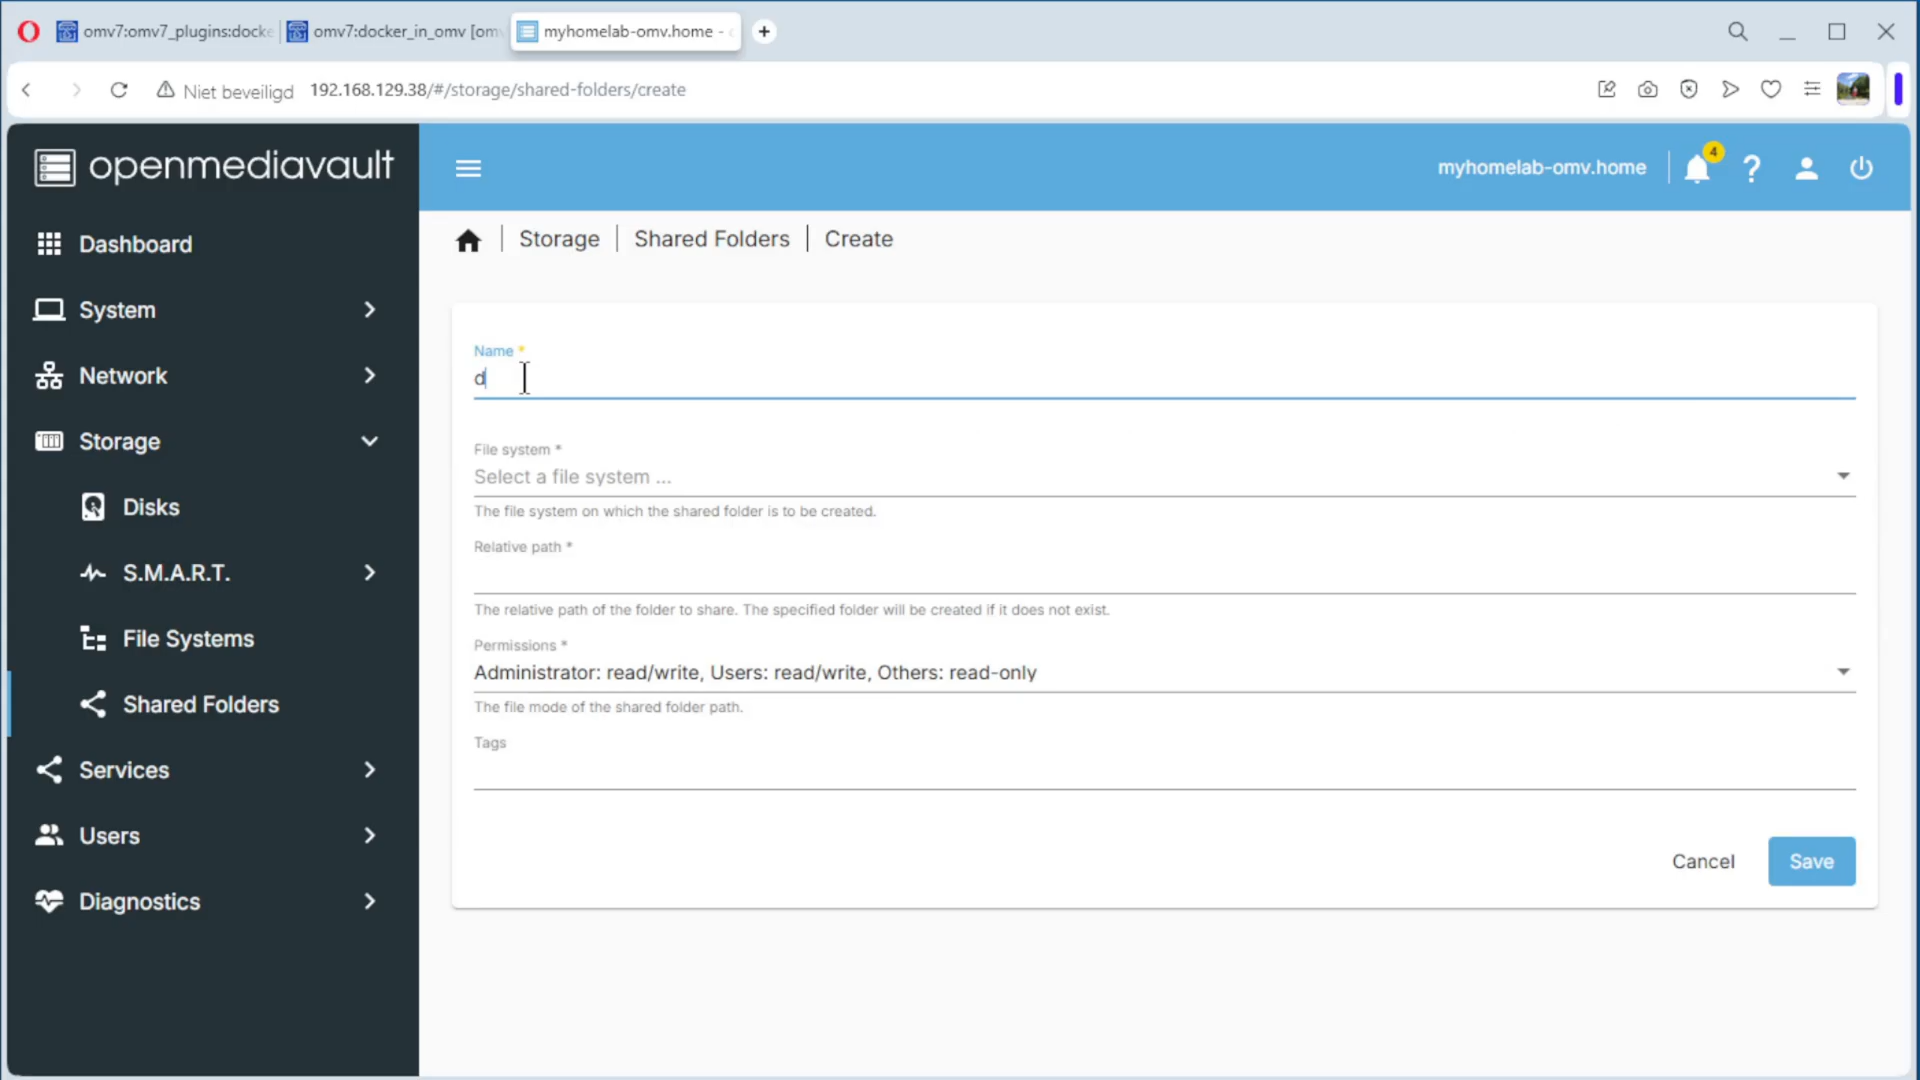 omv7:omv7_plugins:docke
omv7:docker_in_omv [om
myhomelab-omv.home -
Niet beveiligd
192.168.129.38/#/storage/shared-folders/create
openmediavault
myhomelab-omv.home
4
Dashboard
System
Network
Storage
Disks
S.M.A.R.T.
File Systems
Shared Folders
Services
Users
Diagnostics
Storage
Shared Folders
Create
Name *
d
File system *
Select a file system ...
The file system on which the shared folder is to be created.
Relative path *
The relative path of the folder to share. The specified folder will be created if it does not exist.
Permissions *
Administrator: read/write, Users: read/write, Others: read-only
The file mode of the shared folder path.
Tags
Cancel
Save